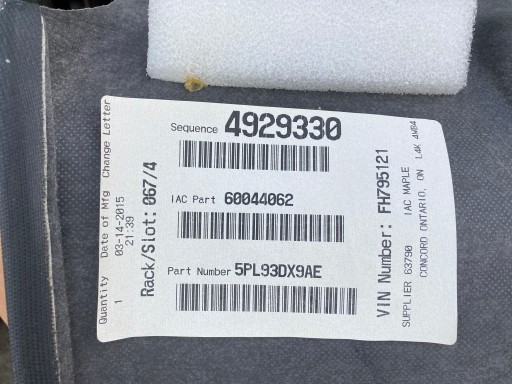 Sequence 4929330
IAC Part 60044062
Part Number 5PL93DX9AE
Quantity Date of Mfg Change Letter
1 03-14-2015
21:39
Rack/Slot: 067/4
VIN Number: FH795121
SUPPLIER 63790 IAC MAPLE
CONCORD ONTARIO, ON L4K 4W84